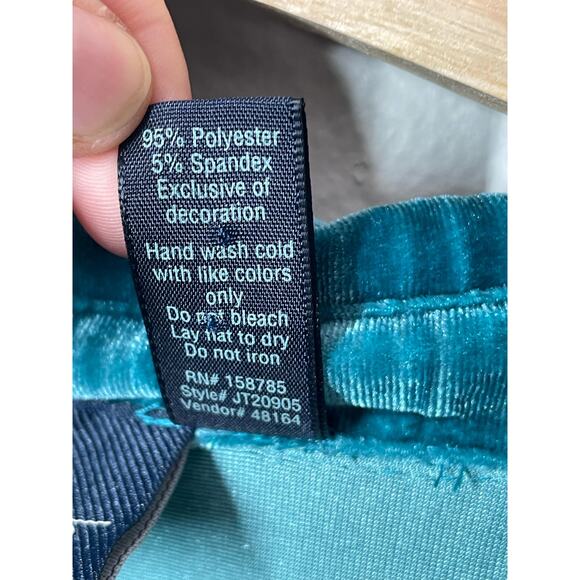 95% Polyester
5% Spandex
Exclusive of
decoration
Hand wash cold
with like colors
only
Do not bleach
Lay flat to dry
Do not iron
RN# 158785
Style# JT20905
Vendor# 48164